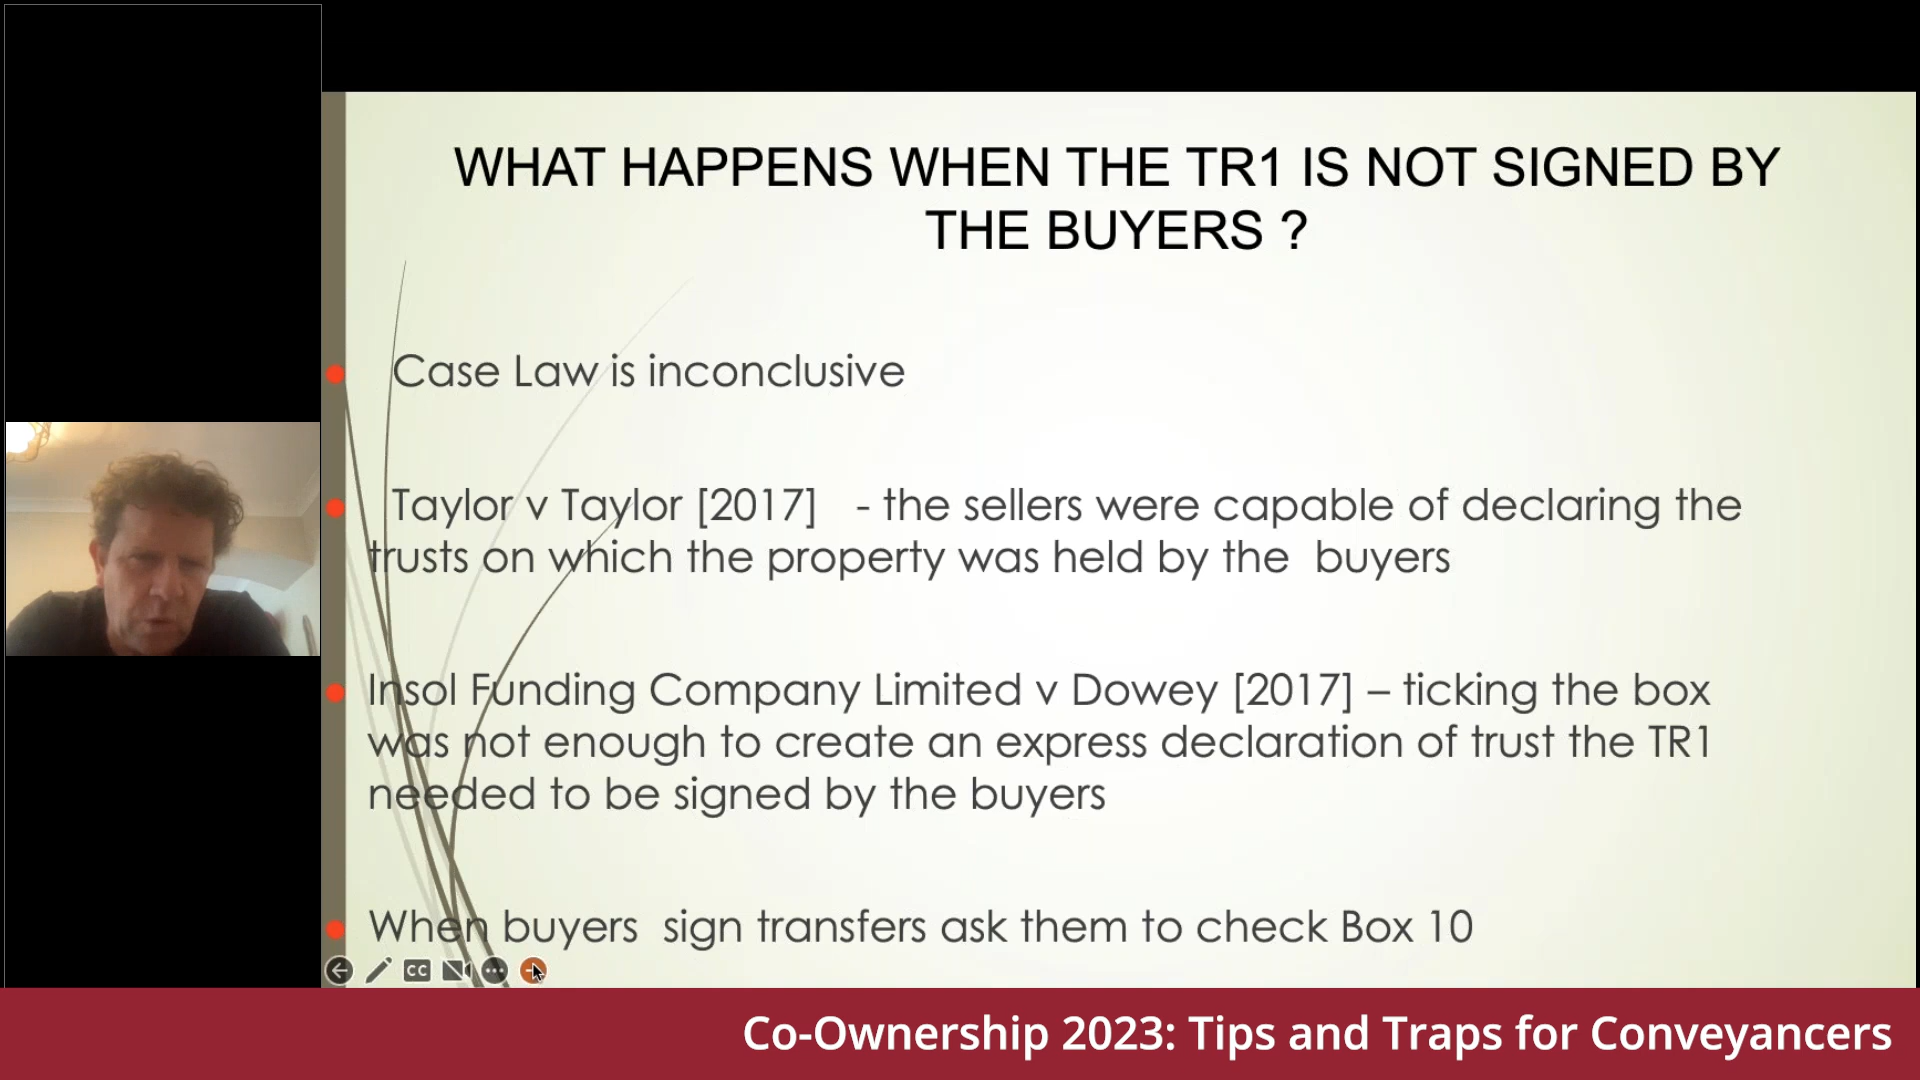 WHAT HAPPENS WHEN THE TR1 IS NOT SIGNED BY
THE BUYERS ?
Case Law is inconclusive
Taylor v Taylor [2017] - the sellers were capable of declaring the
trusts on which the property was held by the buyers
Insol Funding Company Limited v Dowey [2017] – ticking the box
was not enough to create an express declaration of trust the TR1
needed to be signed by the buyers
When buyers sign transfers ask them to check Box 10
CC
Co-Ownership 2023: Tips and Traps for Conveyancers